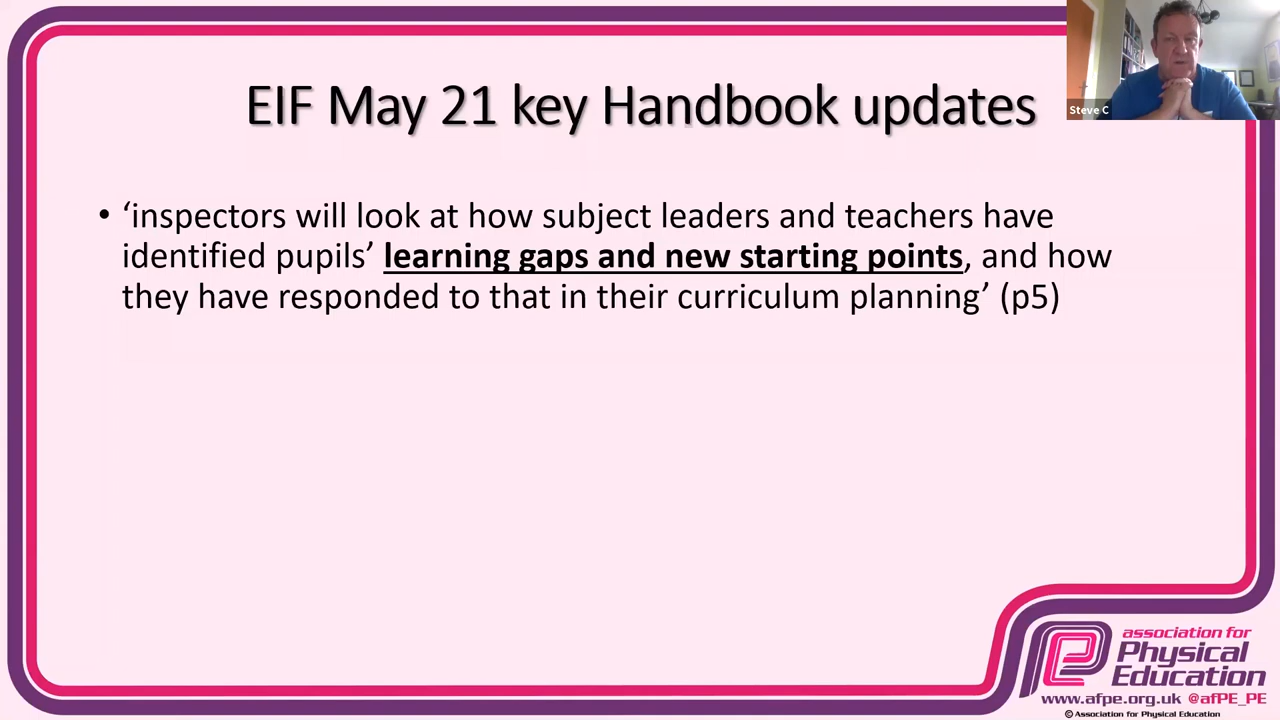 EIF May 21 key Handbook updates
Steve C
• ‘inspectors will look at how subject leaders and teachers have
identified pupils’ learning gaps and new starting points, and how
they have responded to that in their curriculum planning’ (p5)
association for
Physical
Education
www.afpe.org.uk @afPE_PE
© Association for Physical Education